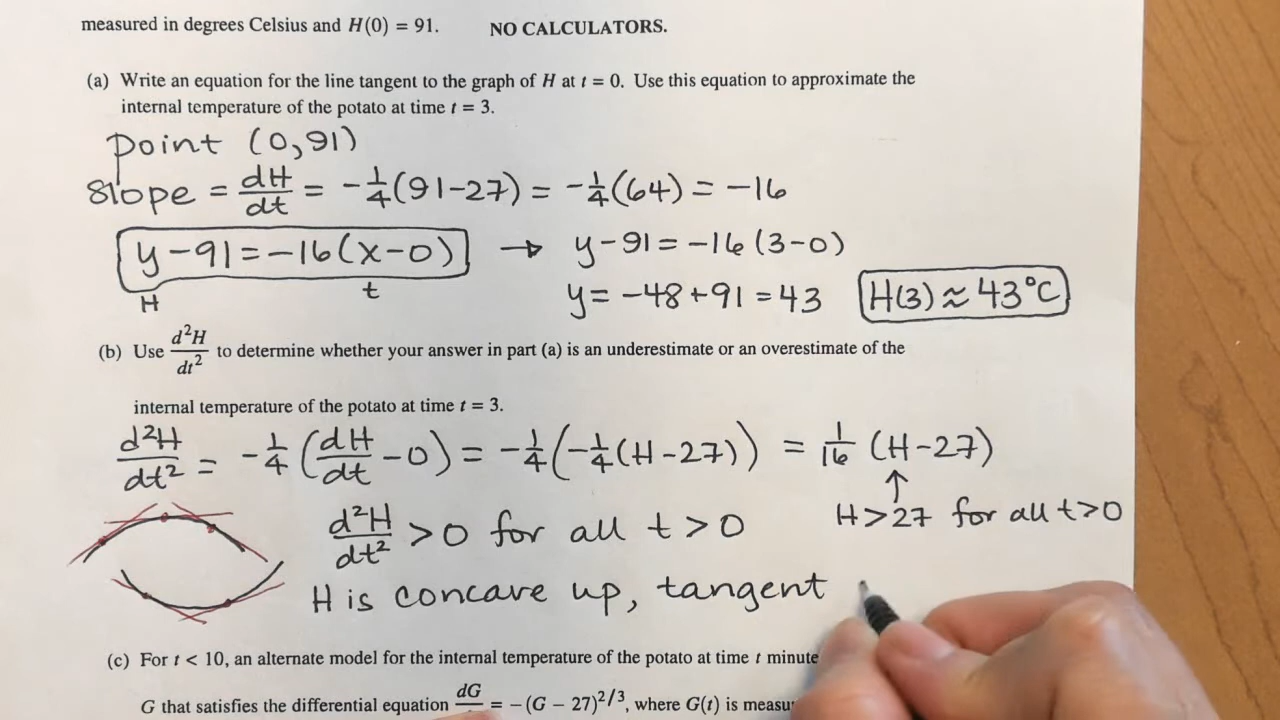 measured in degrees Celsius and H(0) = 91. NO CALCULATORS.
(a) Write an equation for the line tangent to the graph of H at t = 0. Use this equation to approximate the
internal temperature of the potato at time t = 3.
point (0,91)
slope = dH/dt = -1/4(91-27) = -1/4(64) = -16
y-91=-16(x-0) → y-91=-16(3-0)
H t
y= -48+91=43 H(3)≈43°C
(b) Use d²H/dt² to determine whether your answer in part (a) is an underestimate or an overestimate of the
internal temperature of the potato at time t = 3.
d²H/dt² = -1/4(dH/dt-0) = -1/4(-1/4(H-27)) = 1/16(H-27)
↑
H>27 for all t>0
d²H/dt² >0 for all t>0
H is concave up, tangent
(c) For t < 10, an alternate model for the internal temperature of the potato at time t minute
G that satisfies the differential equation dG = -(G - 27)^2/3, where G(t) is measu